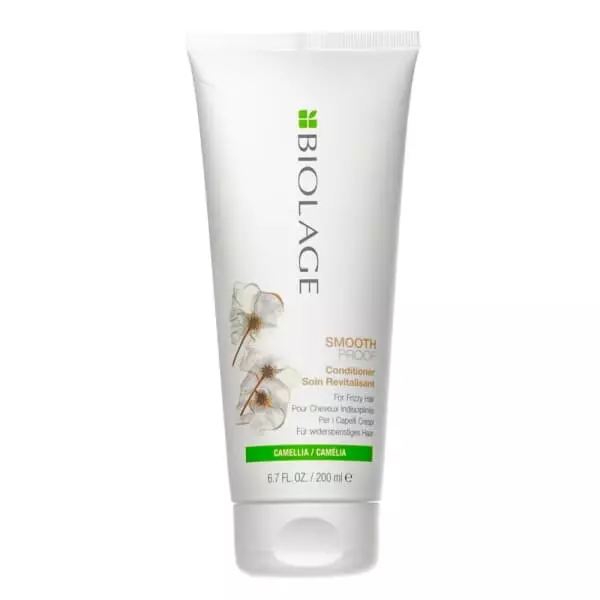 BIOLAGE
SMOOTH
PROOF
Conditioner
Soin Revitalisant
For Frizzy Hair
Pour Cheveux Indisciplinés
Per i Capelli Crespi
Für widerspenstiges Haar
CAMELLIA / CAMÉLIA
6.7 FL. OZ. / 200 ml ℮